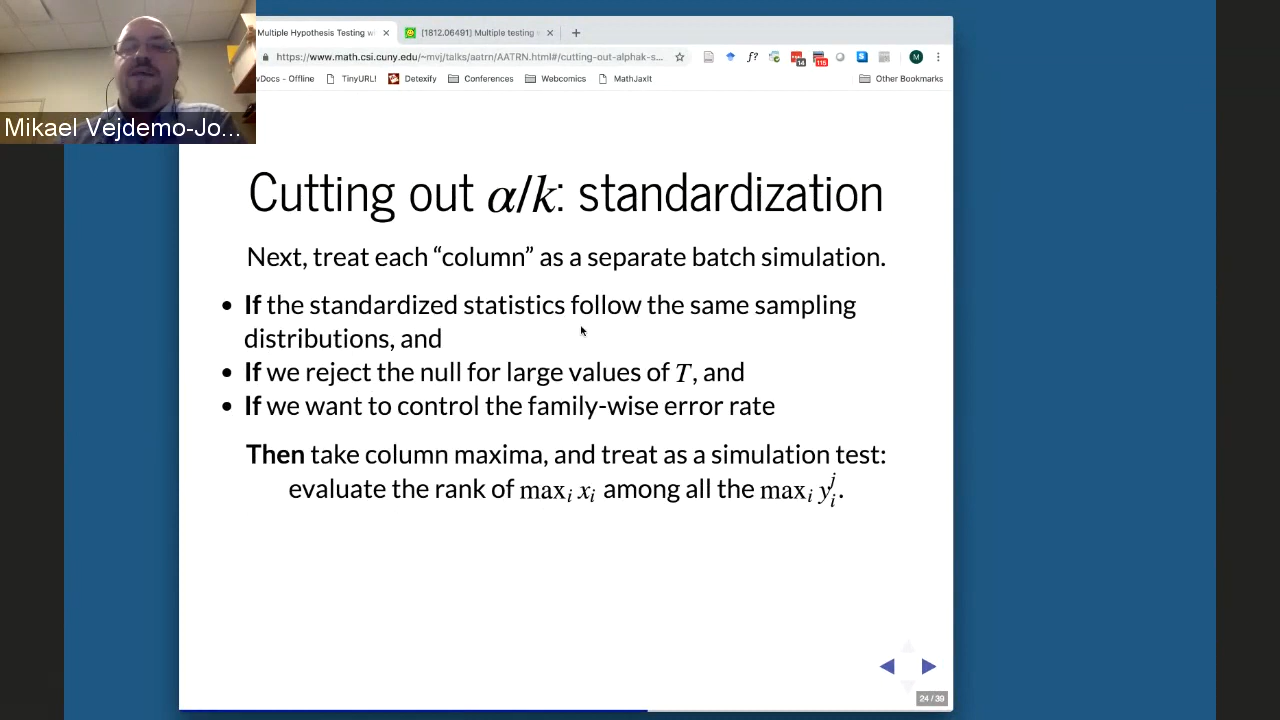 Multiple Hypothesis Testing w
[1812.06491] Multiple testing
https://www.math.csi.cuny.edu/~mvj/talks/aatrn/AATRN.html#/cutting-out-alphak-s...
14
115
M
wDocs - Offline TinyURL! Detexify Conferences Webcomics MathJaxIt Other Bookmarks
Mikael Vejdemo-Jo...
Cutting out α/k: standardization
Next, treat each “column” as a separate batch simulation.
• If the standardized statistics follow the same sampling
distributions, and
• If we reject the null for large values of T, and
• If we want to control the family-wise error rate
Then take column maxima, and treat as a simulation test:
evaluate the rank of maxᵢ xᵢ among all the maxᵢ yᵢʲ.
24 / 39